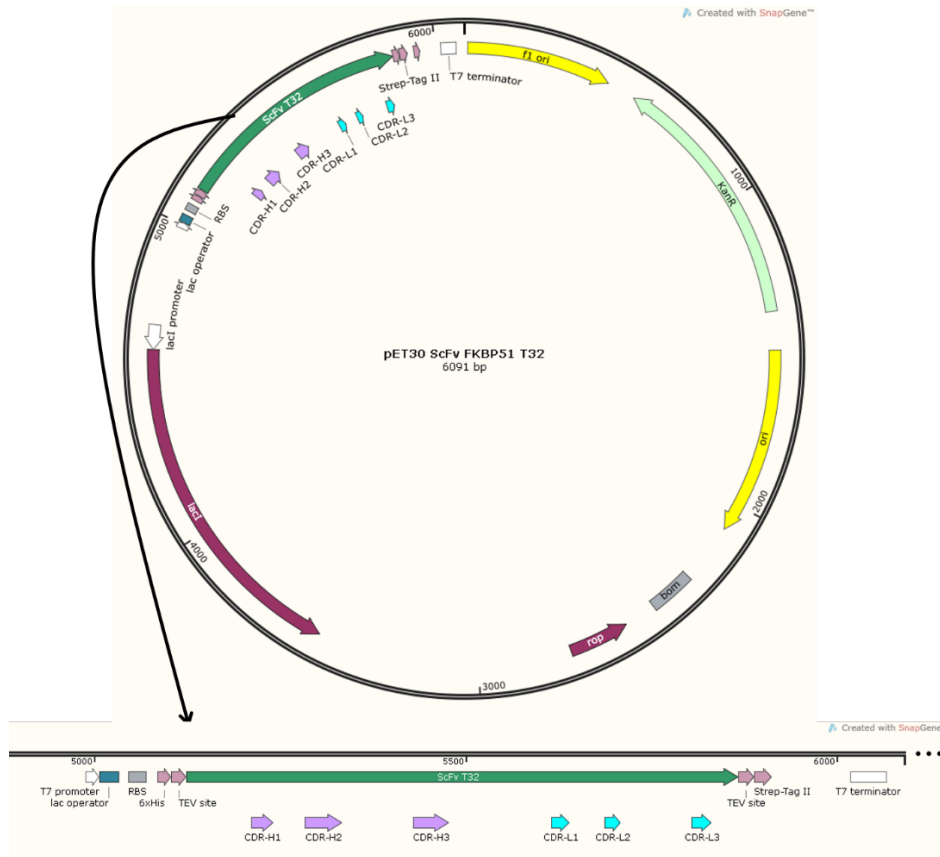 Created with SnapGene™
6000
f1 ori
Strep-Tag II
T7 terminator
ScFv T32
CDR-L3
CDR-L2
CDR-L1
CDR-H3
CDR-H2
CDR-H1
KanR
1000
RBS
5000
lac operator
lacI promoter
pET30 ScFv FKBP51 T32
6091 bp
ori
2000
lacI
4000
bom
rop
3000
Created with SnapGene
5000
5500
6000
ScFv T32
T7 promoter
RBS
TEV site
T7 terminator
lac operator
6xHis
TEV site
Strep-Tag II
CDR-H1
CDR-H2
CDR-H3
CDR-L1
CDR-L2
CDR-L3